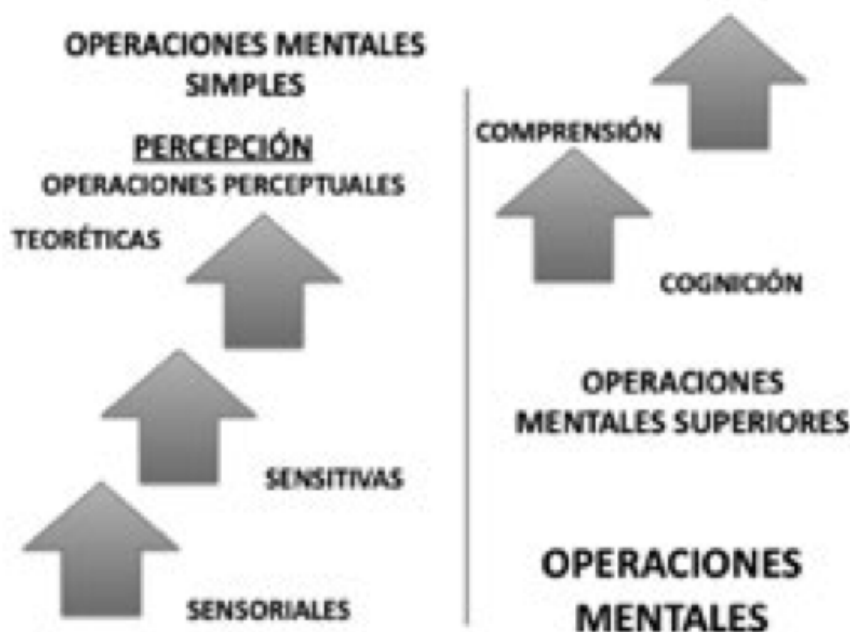 OPERACIONES MENTALES
SIMPLES
PERCEPCIÓN
OPERACIONES PERCEPTUALES
TEORÉTICAS
SENSITIVAS
SENSORIALES
COMPRENSIÓN
COGNICIÓN
OPERACIONES
MENTALES SUPERIORES
OPERACIONES
MENTALES